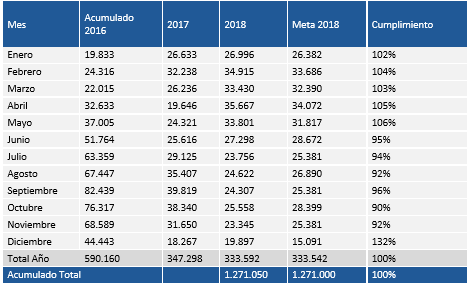 Mes Acumulado 2016 2017 2018 Meta 2018 Cumplimiento
Enero 19.833 26.633 26.996 26.382 102%
Febrero 24.316 32.238 34.915 33.686 104%
Marzo 22.015 26.236 33.430 32.390 103%
Abril 32.633 19.646 35.667 34.072 105%
Mayo 37.005 24.321 33.801 31.817 106%
Junio 51.764 25.616 27.298 28.672 95%
Julio 63.359 29.125 23.756 25.381 94%
Agosto 67.447 35.407 24.622 26.890 92%
Septiembre 82.439 39.819 24.307 25.381 96%
Octubre 76.317 38.340 25.558 28.399 90%
Noviembre 68.589 31.650 23.345 25.381 92%
Diciembre 44.443 18.267 19.897 15.091 132%
Total Año 590.160 347.298 333.592 333.542 100%
Acumulado Total 1.271.050 1.271.000 100%